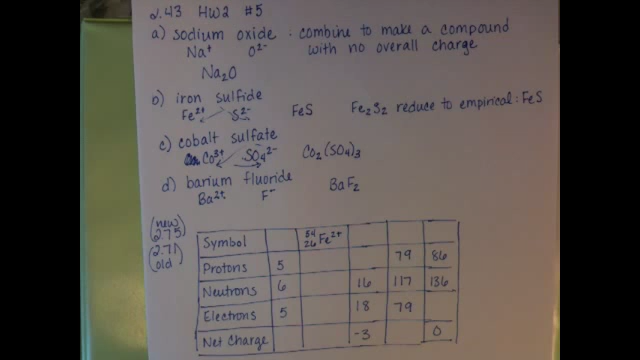 2.43 HW2 #5
a) sodium oxide · combine to make a compound
Na⁺ O²⁻ with no overall charge
Na₂O
b) iron sulfide
Fe²⁺ S²⁻ FeS Fe₂S₂ reduce to empirical: FeS
c) cobalt sulfate
Co³⁺ SO₄²⁻ Co₂(SO₄)₃
d) barium fluoride
Ba²⁺ F⁻ BaF₂
(new)
2.75
(2.71)
(old)
Symbol ⁵⁴₂₆Fe²⁺
Protons 5 79 86
Neutrons 6 16 117 136
Electrons 5 18 79
Net Charge -3 0